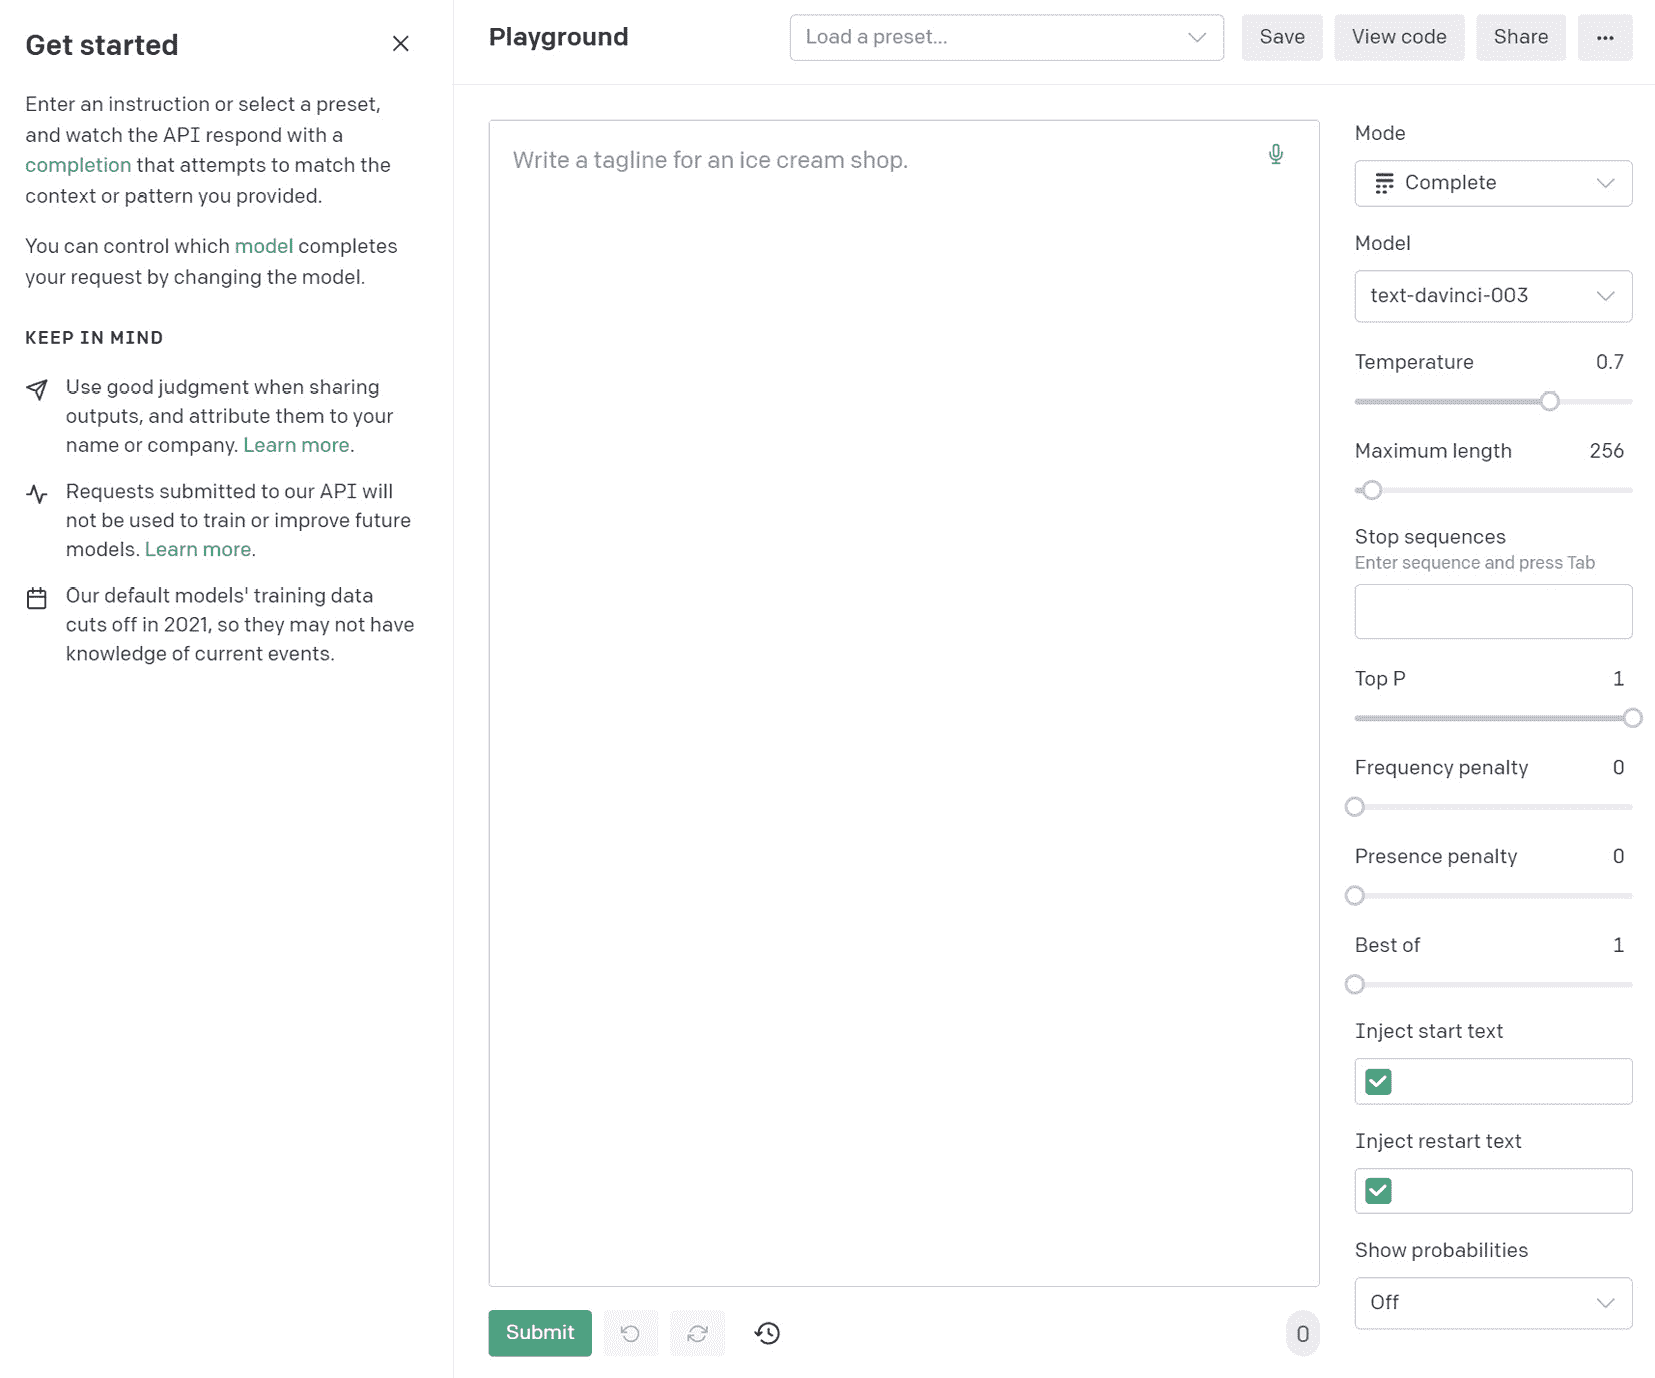 Get started
Enter an instruction or select a preset,
and watch the API respond with a
completion that attempts to match the
context or pattern you provided.
You can control which model completes
your request by changing the model.
KEEP IN MIND
Use good judgment when sharing
outputs, and attribute them to your
name or company. Learn more.
Requests submitted to our API will
not be used to train or improve future
models. Learn more.
Our default models' training data
cuts off in 2021, so they may not have
knowledge of current events.
Playground
Load a preset...
Save
View code
Share
Write a tagline for an ice cream shop.
Submit
0
Mode
Complete
Model
text-davinci-003
Temperature 0.7
Maximum length 256
Stop sequences
Enter sequence and press Tab
Top P 1
Frequency penalty 0
Presence penalty 0
Best of 1
Inject start text
Inject restart text
Show probabilities
Off